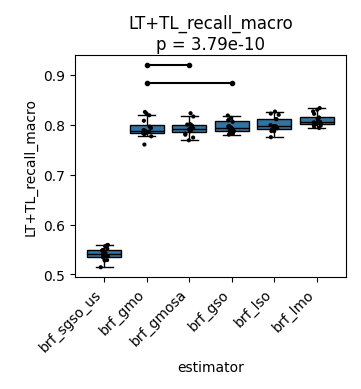 LT+TL_recall_macro
p = 3.79e-10
LT+TL_recall_macro
0.9
0.8
0.7
0.6
0.5
brf_sgso_us
brf_gmo
brf_gmosa
brf_gso
brf_lso
brf_lmo
estimator